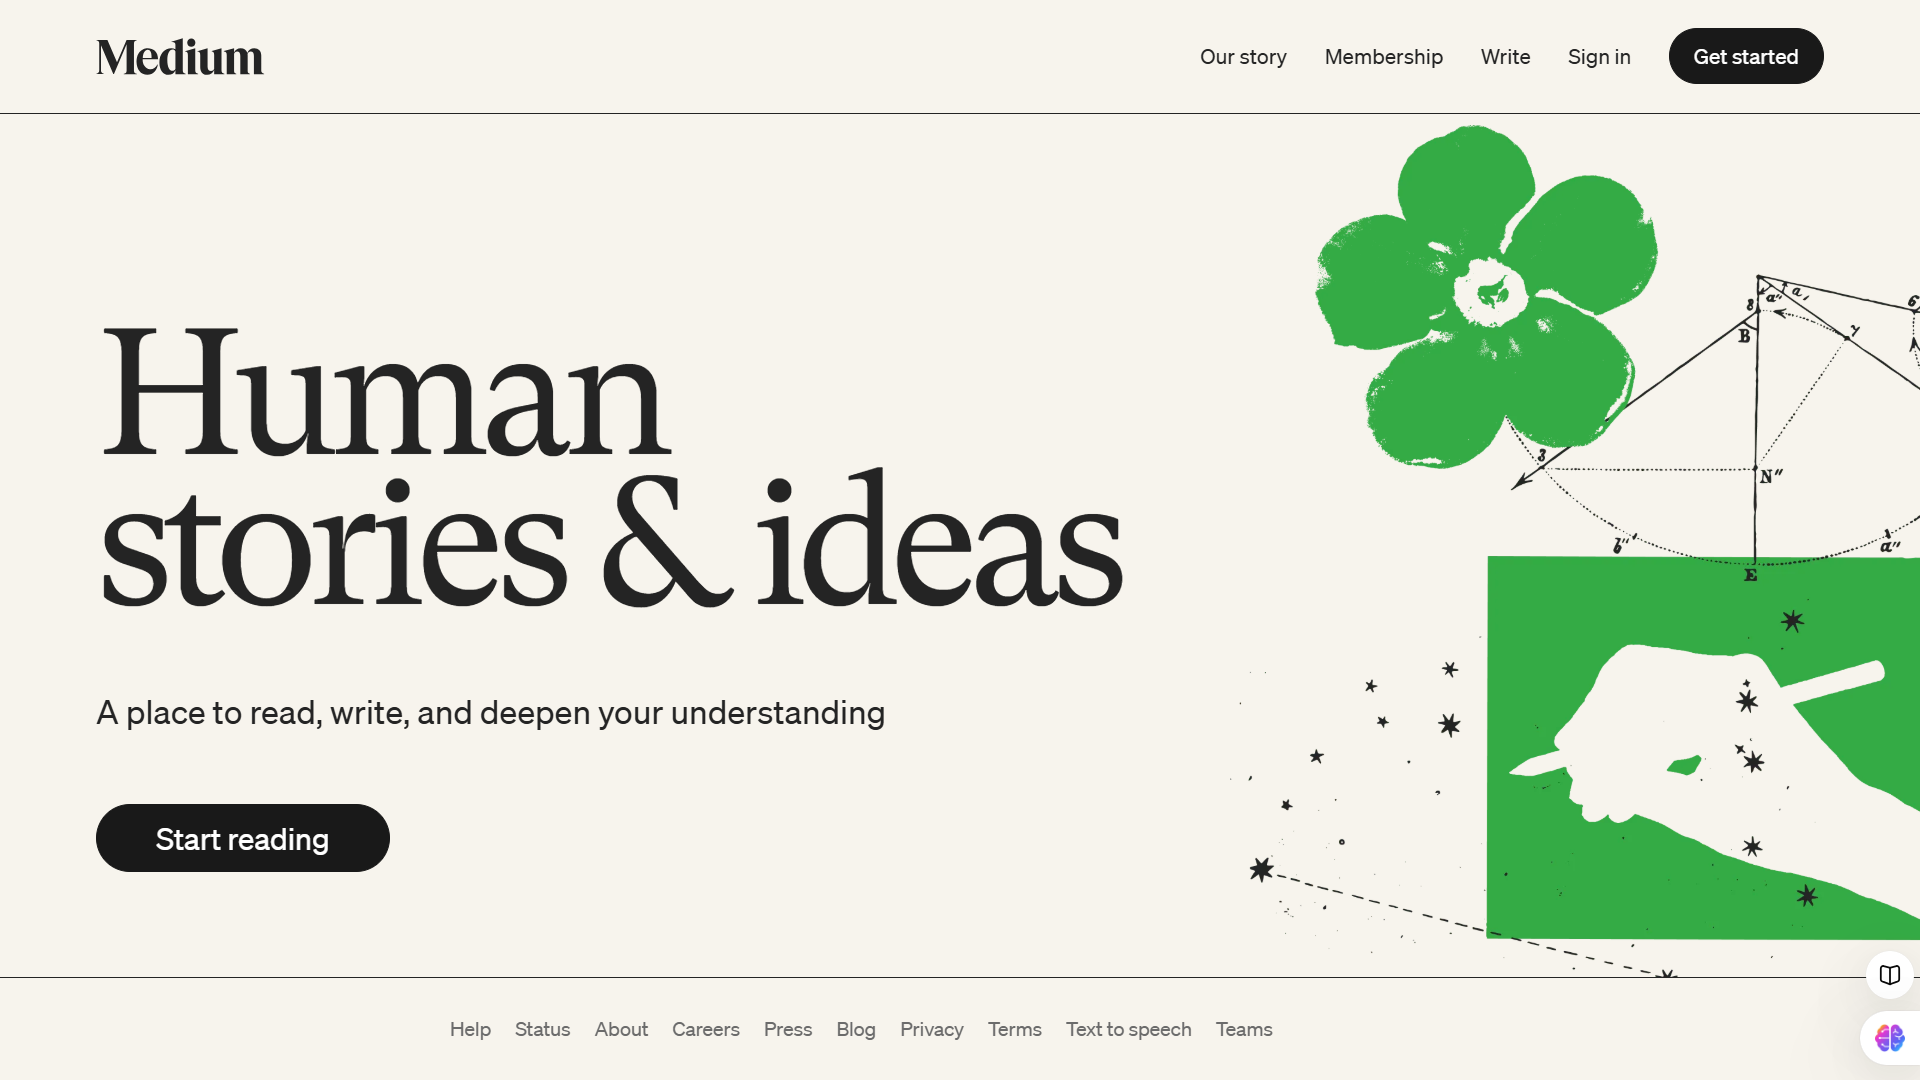 Medium
Our story
Membership
Write
Sign in
Get started
Human
stories & ideas
A place to read, write, and deepen your understanding
Start reading
a
a"
B
γ
3
N"
b"
a"
E
Help
Status
About
Careers
Press
Blog
Privacy
Terms
Text to speech
Teams